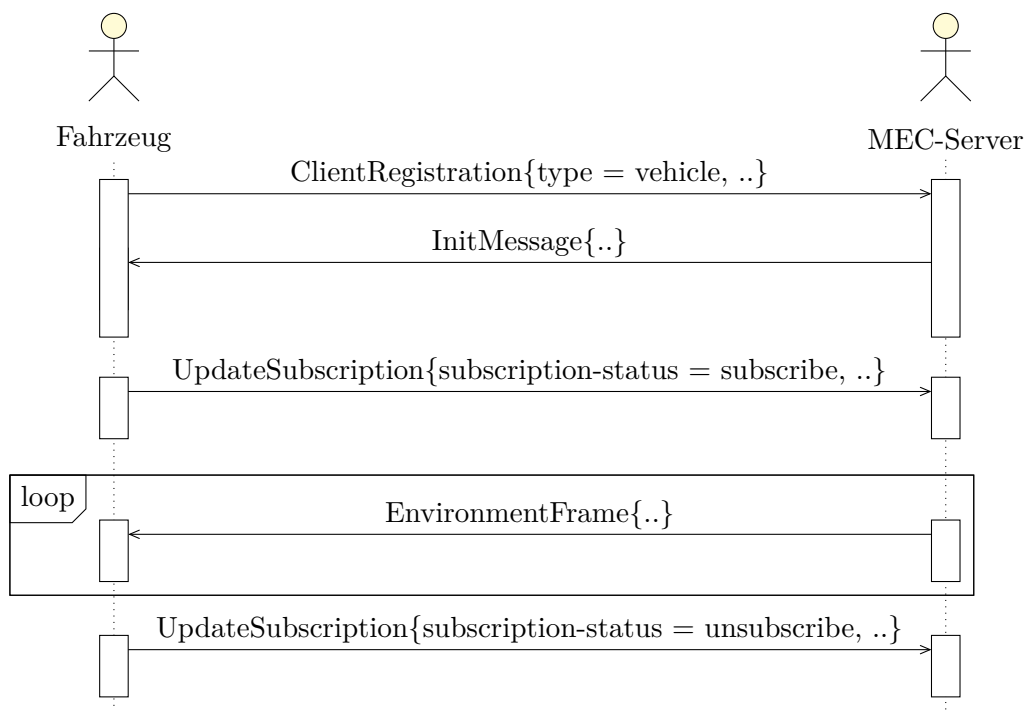 Fahrzeug
MEC-Server
ClientRegistration{type = vehicle, ..}
InitMessage{..}
UpdateSubscription{subscription-status = subscribe, ..}
loop
EnvironmentFrame{..}
UpdateSubscription{subscription-status = unsubscribe, ..}